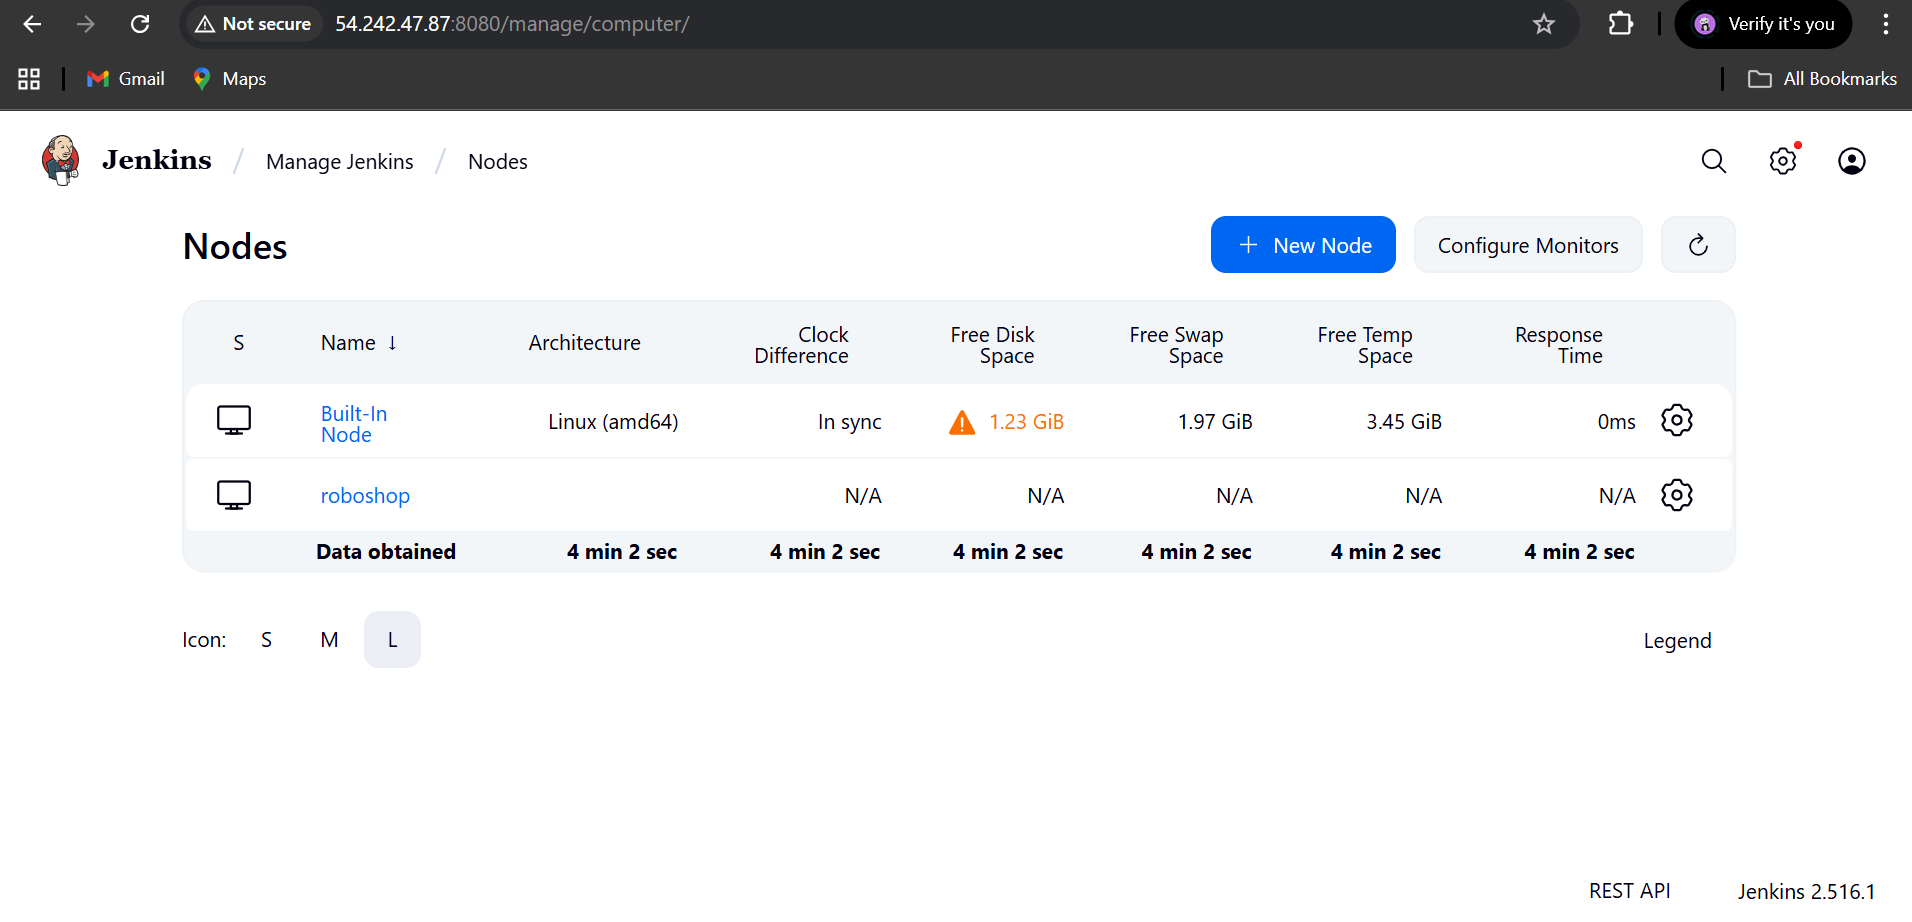 Not secure 54.242.47.87:8080/manage/computer/ Verify it's you
Gmail Maps All Bookmarks
Jenkins / Manage Jenkins / Nodes
Nodes + New Node Configure Monitors
S Name ↓ Architecture Clock Difference Free Disk Space Free Swap Space Free Temp Space Response Time
Built-In Node Linux (amd64) In sync 1.23 GiB 1.97 GiB 3.45 GiB 0ms
roboshop N/A N/A N/A N/A N/A
Data obtained 4 min 2 sec 4 min 2 sec 4 min 2 sec 4 min 2 sec 4 min 2 sec 4 min 2 sec
Icon: S M L Legend
REST API Jenkins 2.516.1